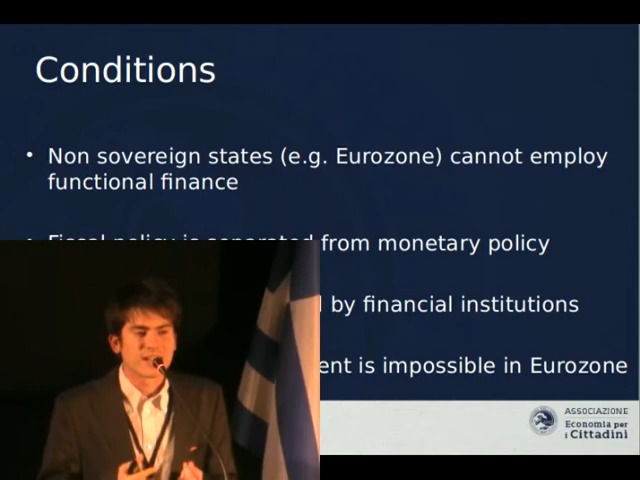 Conditions
• Non sovereign states (e.g. Eurozone) cannot employ
functional finance
• Fiscal policy is separated from monetary policy
by financial institutions
is impossible in Eurozone
ASSOCIAZIONE
Economia per
i Cittadini